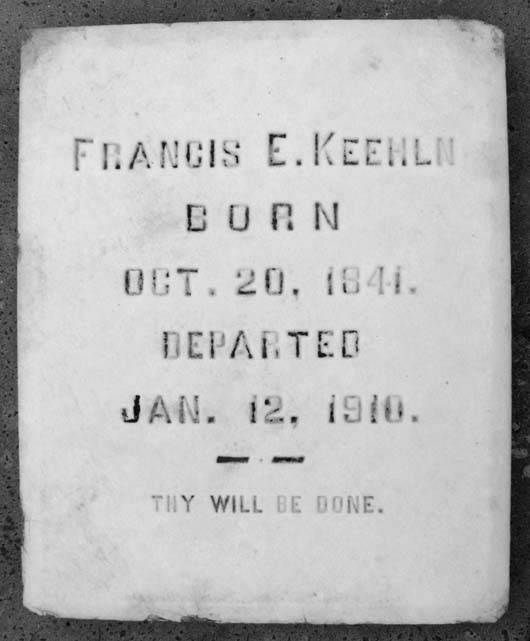 FRANCIS E. KEEHLN
BORN
OCT. 20, 1841.
DEPARTED
JAN. 12, 1910.
THY WILL BE DONE.